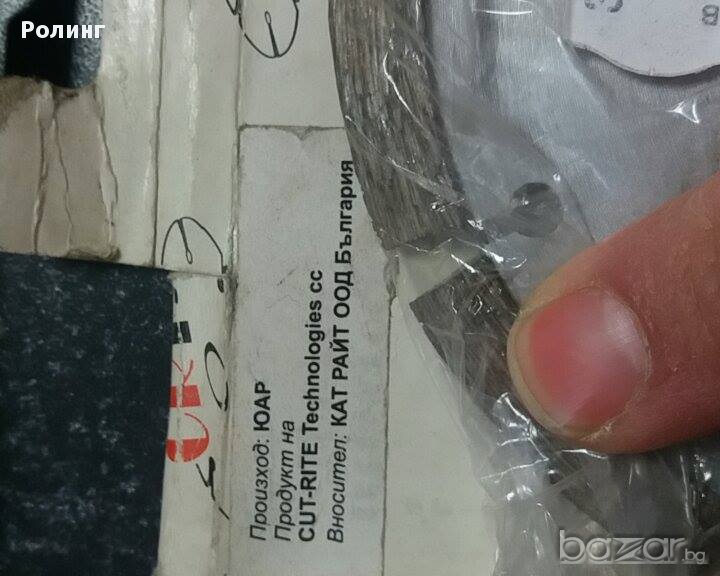 Ролинг
Произход: ЮАР
Продукт на
CUT-RITE Technologies cc
Вносител: КАТ РАЙТ ООД България
bazar.bg